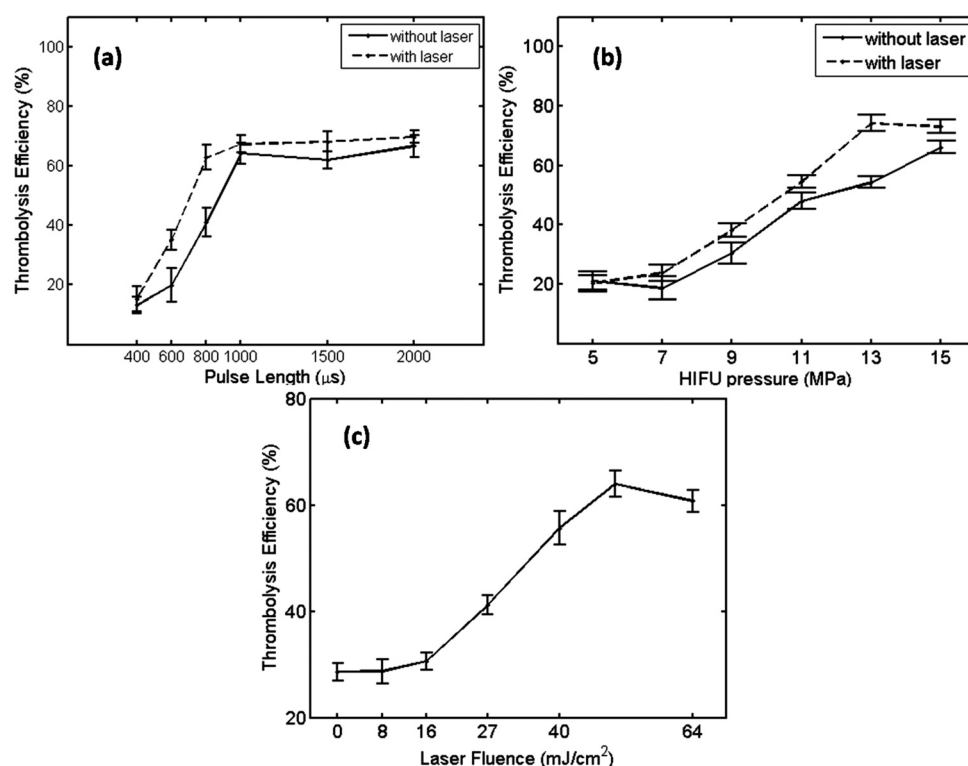 (a)
without laser
with laser
100
80
60
40
20
Thrombolysis Efficiency (%)
400 600 800 1000 1500 2000
Pulse Length (μs)
(b)
without laser
with laser
100
80
60
40
20
Thrombolysis Efficiency (%)
5 7 9 11 13 15
HIFU pressure (MPa)
(c)
80
60
40
20
Thrombolysis Efficiency (%)
0 8 16 27 40 64
Laser Fluence (mJ/cm²)